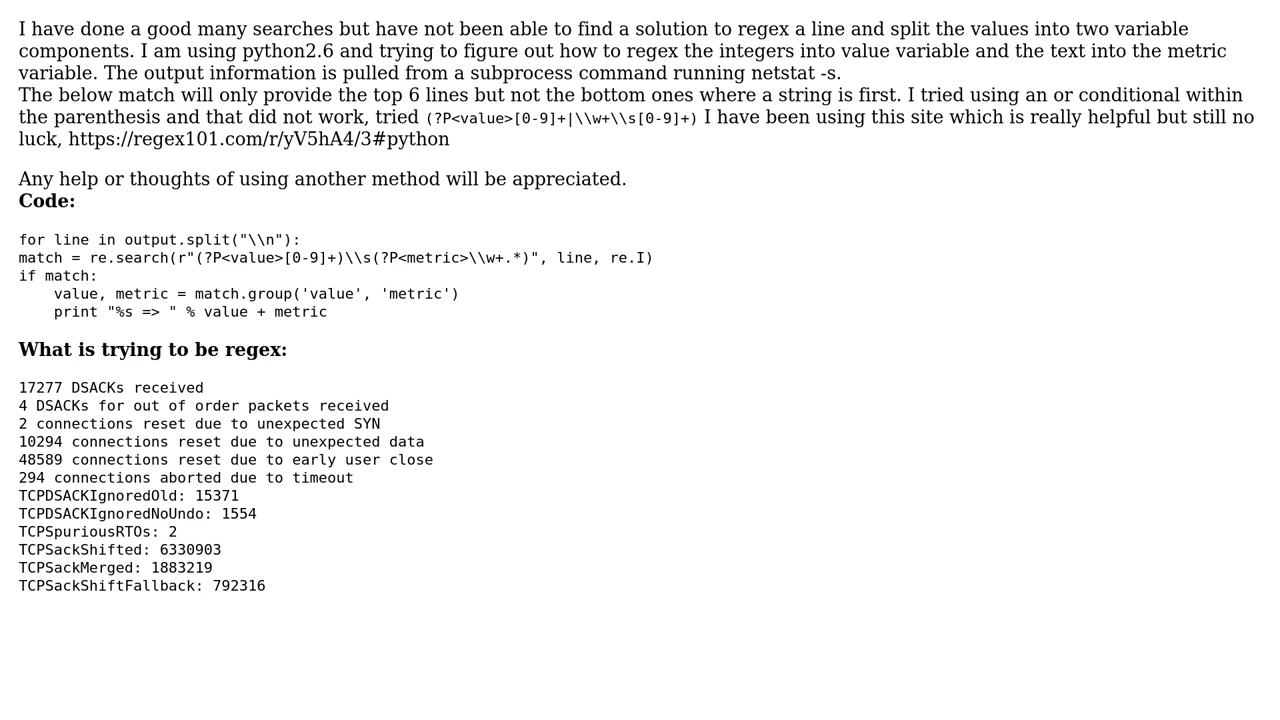 I have done a good many searches but have not been able to find a solution to regex a line and split the values into two variable
components. I am using python2.6 and trying to figure out how to regex the integers into value variable and the text into the metric
variable. The output information is pulled from a subprocess command running netstat -s.
The below match will only provide the top 6 lines but not the bottom ones where a string is first. I tried using an or conditional within
the parenthesis and that did not work, tried (?P<value>[0-9]+|\\w+\\s[0-9]+) I have been using this site which is really helpful but still no
luck, https://regex101.com/r/yV5hA4/3#python
Any help or thoughts of using another method will be appreciated.
Code:
for line in output.split("\\n"):
match = re.search(r"(?P<value>[0-9]+)\\s(?P<metric>\\w+.*)", line, re.I)
if match:
    value, metric = match.group('value', 'metric')
    print "%s => " % value + metric
What is trying to be regex:
17277 DSACKs received
4 DSACKs for out of order packets received
2 connections reset due to unexpected SYN
10294 connections reset due to unexpected data
48589 connections reset due to early user close
294 connections aborted due to timeout
TCPDSACKIgnoredOld: 15371
TCPDSACKIgnoredNoUndo: 1554
TCPSpuriousRTOs: 2
TCPSackShifted: 6330903
TCPSackMerged: 1883219
TCPSackShiftFallback: 792316